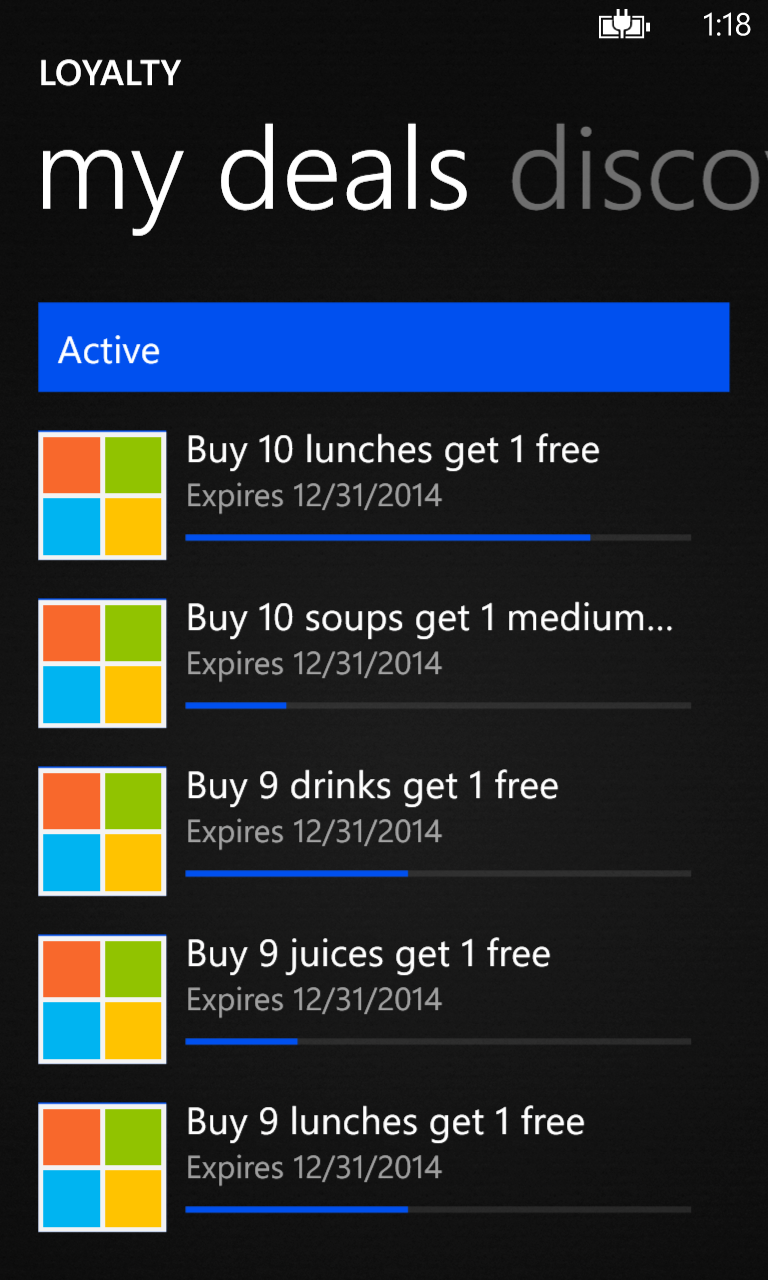 1:18
LOYALTY
my deals disco
Active
Buy 10 lunches get 1 free
Expires 12/31/2014
Buy 10 soups get 1 medium...
Expires 12/31/2014
Buy 9 drinks get 1 free
Expires 12/31/2014
Buy 9 juices get 1 free
Expires 12/31/2014
Buy 9 lunches get 1 free
Expires 12/31/2014